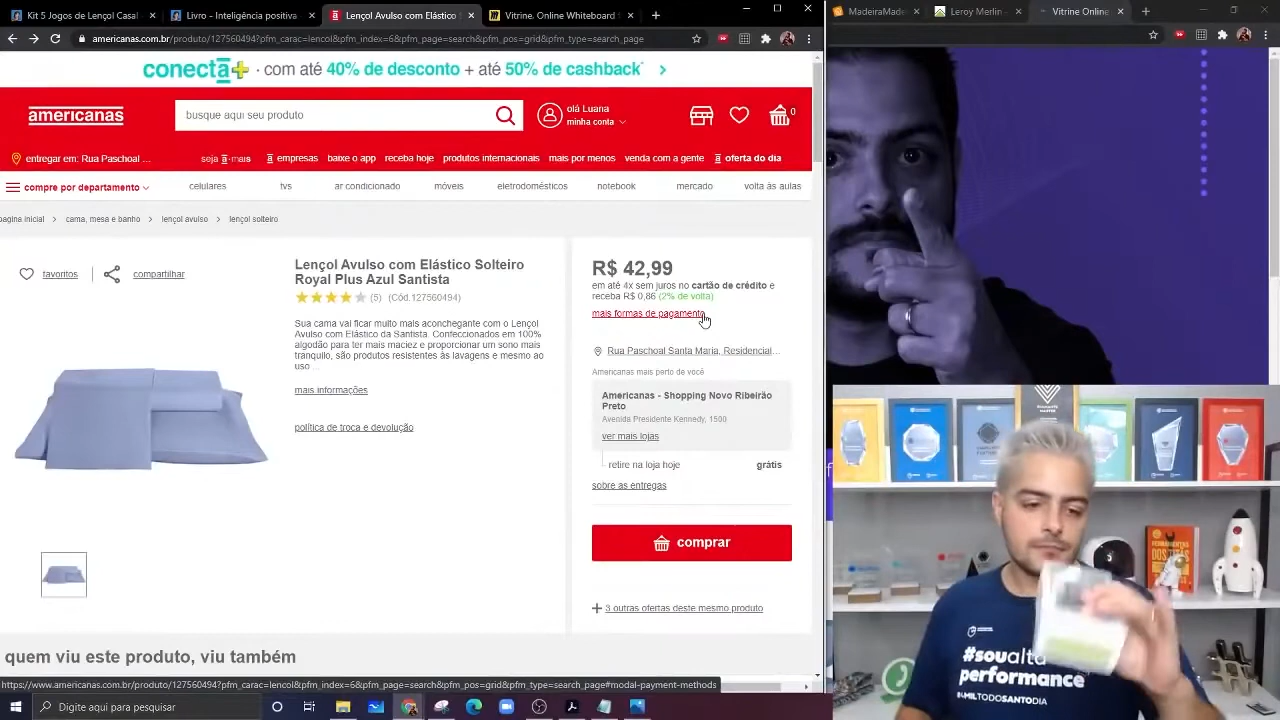 Kit 5 Jogos de Lençol Casal
Livro – Inteligência positiva
Lençol Avulso com Elástico
Vitrine, Online Whiteboard
MadeiraMade
Leroy Merlin
Vitrine Online
americanas.com.br/produto/127560494?pfm_carac=lencol&pfm_index=6&pfm_page=search&pfm_pos=grid&pfm_type=search_page
conecta+ · com até 40% de desconto + até 50% de cashback*
americanas
busque aqui seu produto
olá Luana
minha conta
0
entregar em: Rua Paschoal ...
seja a·mais
a empresas
baixe o app
receba hoje
produtos internacionais
mais por menos
venda com a gente
a oferta do dia
compre por departamento
celulares
tvs
ar condicionado
móveis
eletrodomésticos
notebook
mercado
volta às aulas
pagina inicial > cama, mesa e banho > lençol avulso > lençol solteiro
favoritos
compartilhar
Lençol Avulso com Elástico Solteiro
Royal Plus Azul Santista
(5) (Cód.127560494)
Sua cama vai ficar muito mais aconchegante com o Lençol
Avulso com Elástico da Santista. Confeccionados em 100%
algodão para ter mais maciez e proporcionar um sono mais
tranquilo, são produtos resistentes às lavagens e mesmo ao
uso ...
mais informações
política de troca e devolução
R$ 42,99
em até 4x sem juros no cartão de crédito e
receba R$ 0,86 (2% de volta)
mais formas de pagamento
Rua Paschoal Santa Maria, Residencial...
Americanas mais perto de você
Americanas - Shopping Novo Ribeirão
Preto
Avenida Presidente Kennedy, 1500
ver mais lojas
retire na loja hoje
grátis
sobre as entregas
comprar
+ 3 outras ofertas deste mesmo produto
quem viu este produto, viu também
https://www.americanas.com.br/produto/127560494?pfm_carac=lencol&pfm_index=6&pfm_page=search&pfm_pos=grid&pfm_type=search_page#modal-payment-methods
Digite aqui para pesquisar
FERRAMENTAS
DOS TITÃS
#soualta
performance
#UMILTODOSANTODIA